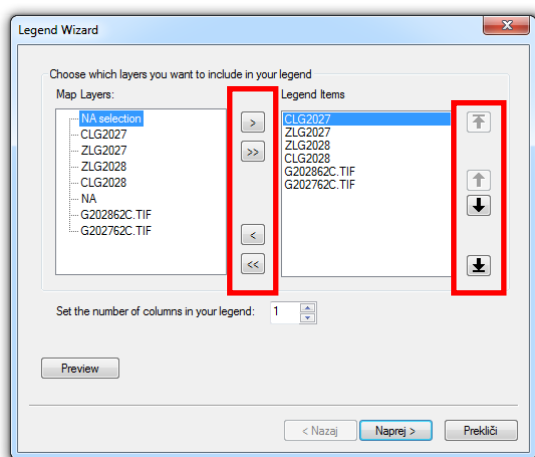 Legend Wizard
Choose which layers you want to include in your legend
Map Layers:
NA selection
CLG2027
ZLG2027
ZLG2028
CLG2028
NA
G202862C.TIF
G202762C.TIF
>
>>
<
<<
Legend Items
CLG2027
ZLG2027
ZLG2028
CLG2028
G202862C.TIF
G202762C.TIF
Set the number of columns in your legend: 1
Preview
< Nazaj Naprej > Prekliči